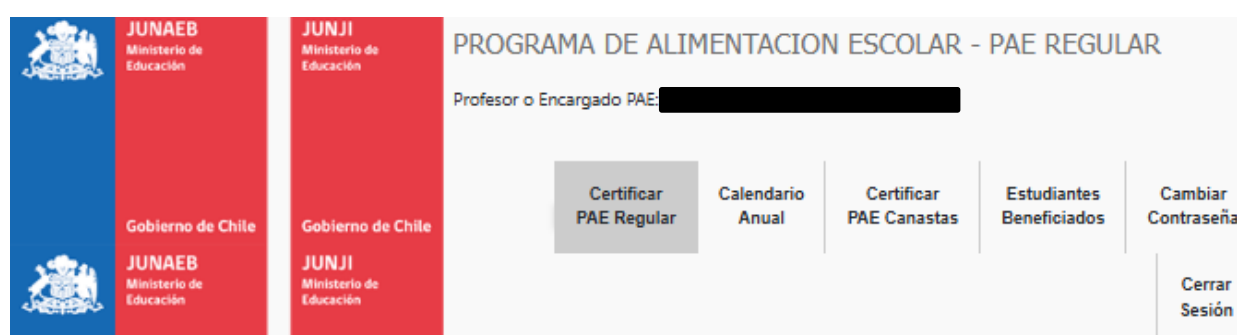 JUNAEB
Ministerio de
Educación
Gobierno de Chile
JUNJI
Ministerio de
Educación
Gobierno de Chile
PROGRAMA DE ALIMENTACION ESCOLAR - PAE REGULAR
Profesor o Encargado PAE:
Certificar
PAE Regular
Calendario
Anual
Certificar
PAE Canastas
Estudiantes
Beneficiados
Cambiar
Contraseña
JUNAEB
Ministerio de
Educación
JUNJI
Ministerio de
Educación
Cerrar
Sesión